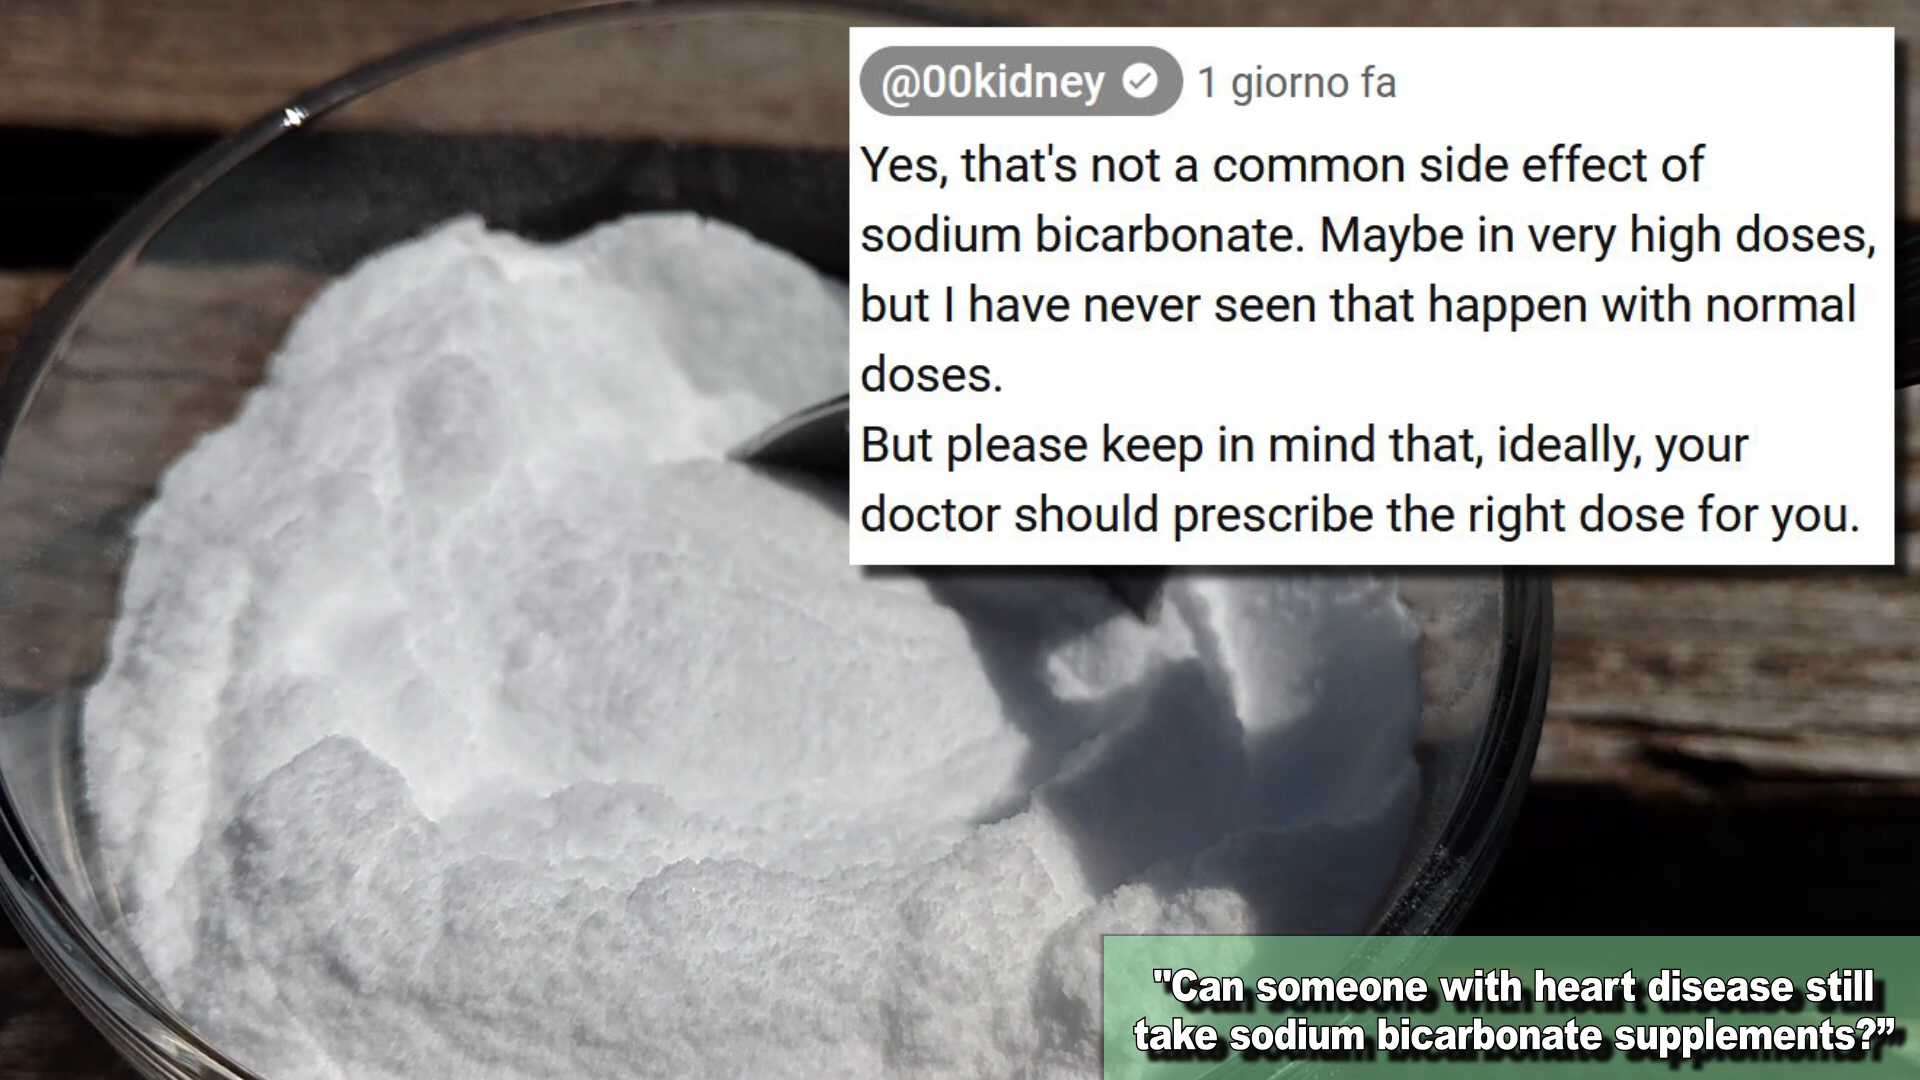 @00kidney 1 giorno fa
Yes, that's not a common side effect of
sodium bicarbonate. Maybe in very high doses,
but I have never seen that happen with normal
doses.
But please keep in mind that, ideally, your
doctor should prescribe the right dose for you.
"Can someone with heart disease still
take sodium bicarbonate supplements?”